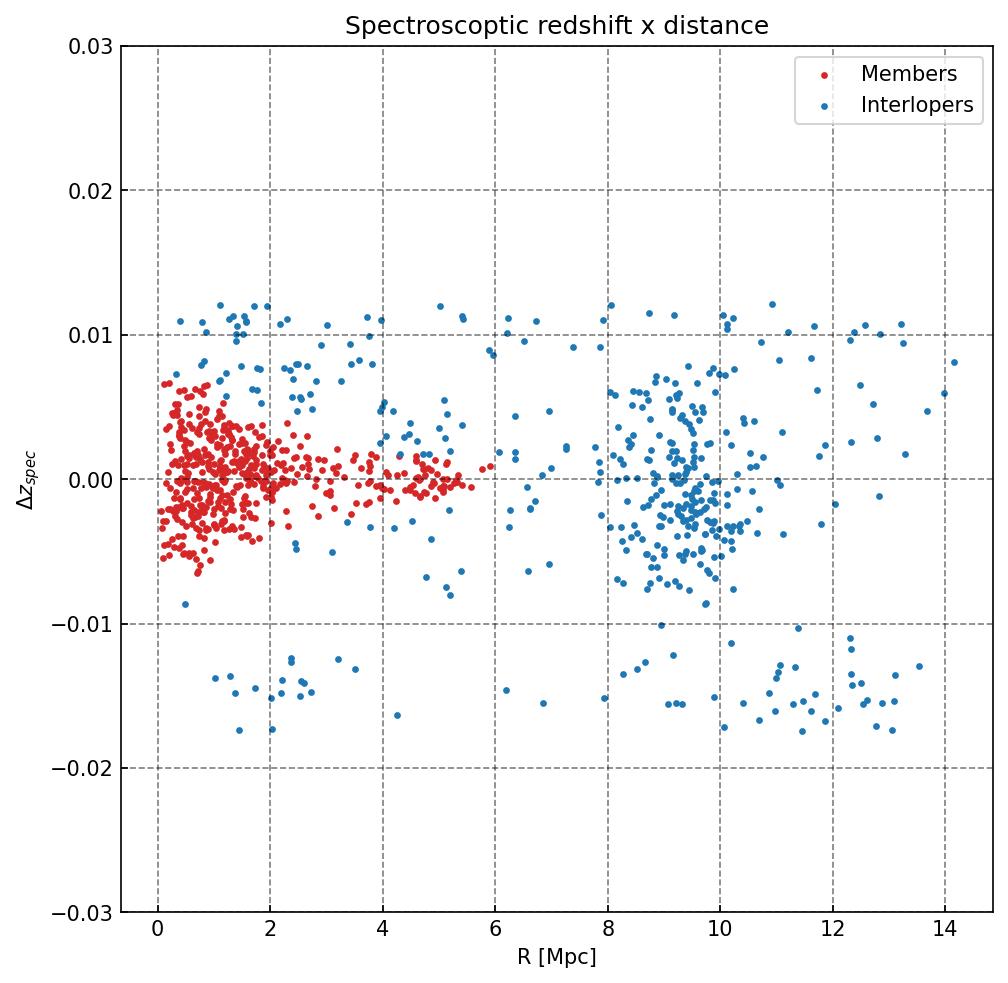 Spectroscoptic redshift x distance
0.03
0.02
0.01
0.00
−0.01
−0.02
−0.03
Δz_spec
Members
Interlopers
0 2 4 6 8 10 12 14
R [Mpc]